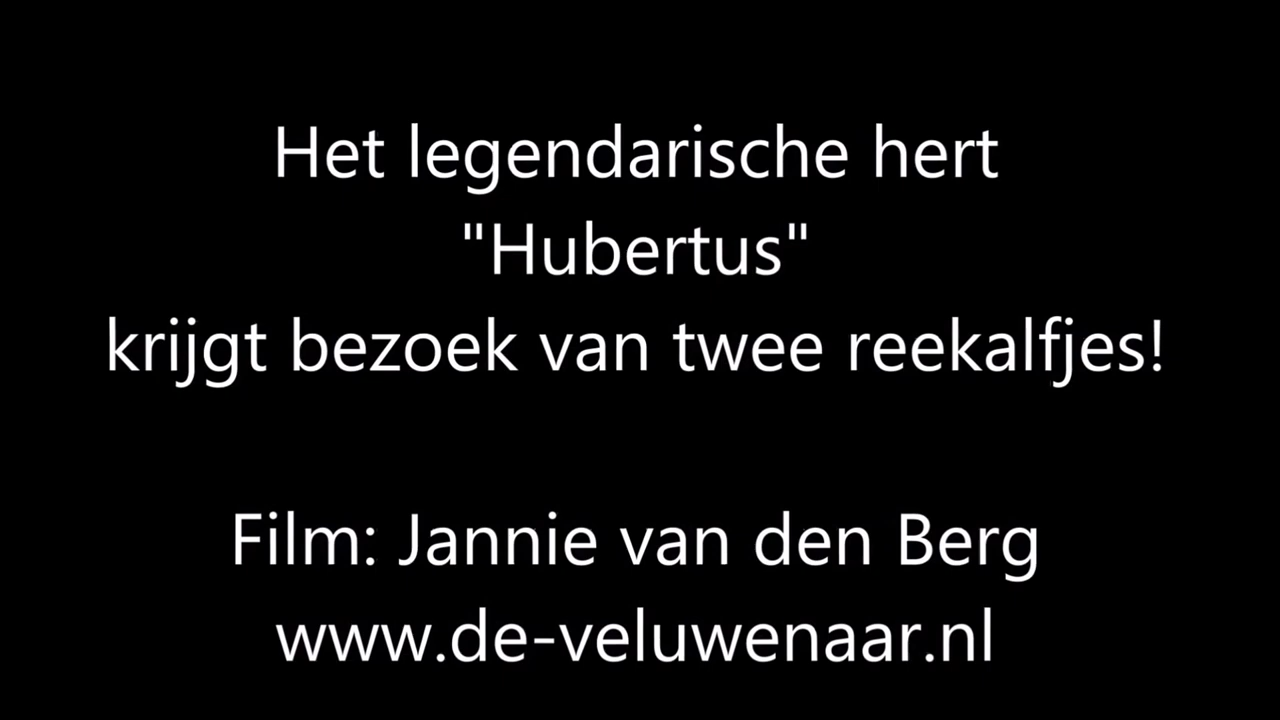 Het legendarische hert
"Hubertus"
krijgt bezoek van twee reekalfjes!
Film: Jannie van den Berg
www.de-veluwenaar.nl